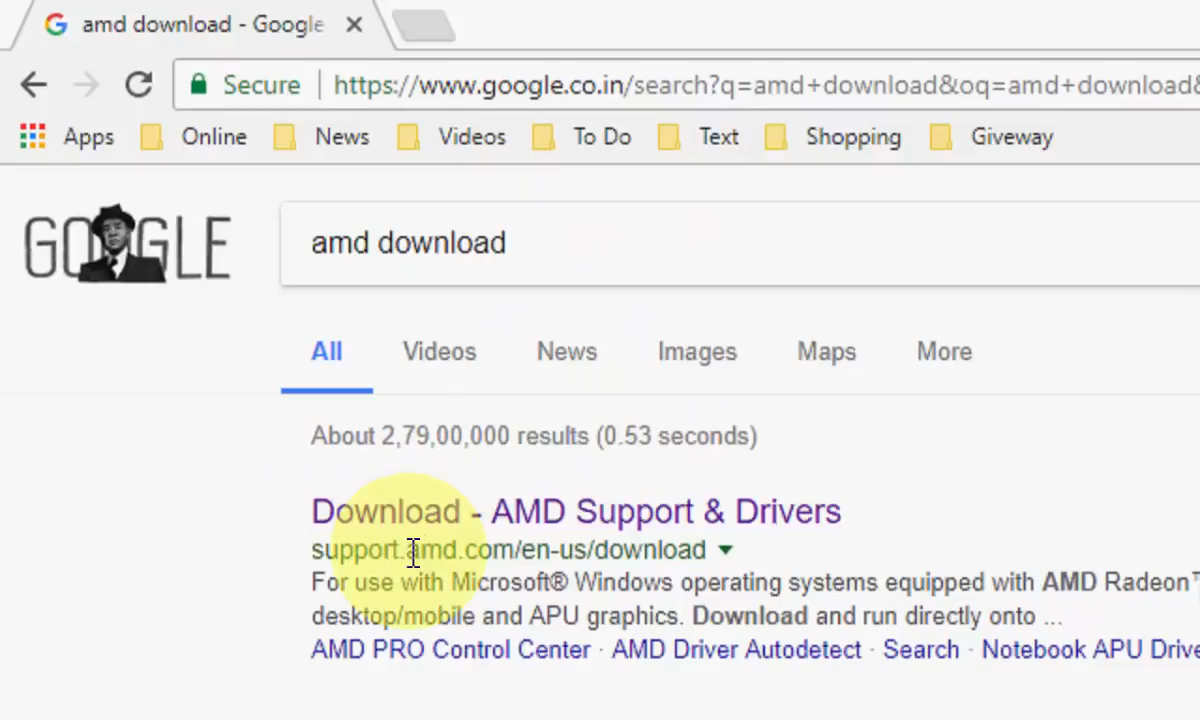 amd download - Google
Secure https://www.google.co.in/search?q=amd+download&oq=amd+download&
Apps Online News Videos To Do Text Shopping Giveway
GOOGLE
amd download
All Videos News Images Maps More
About 2,79,00,000 results (0.53 seconds)
Download - AMD Support & Drivers
support.amd.com/en-us/download
For use with Microsoft® Windows operating systems equipped with AMD Radeon™
desktop/mobile and APU graphics. Download and run directly onto ...
AMD PRO Control Center · AMD Driver Autodetect · Search · Notebook APU Drive